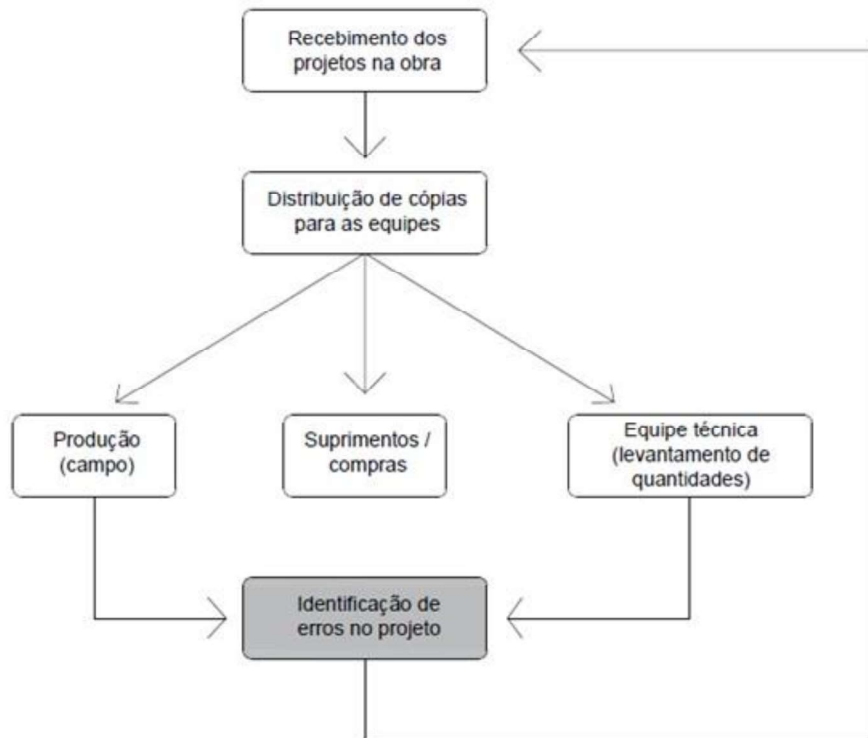 Recebimento dos
projetos na obra
Distribuição de cópias
para as equipes
Produção
(campo)
Suprimentos /
compras
Equipe técnica
(levantamento de
quantidades)
Identificação de
erros no projeto